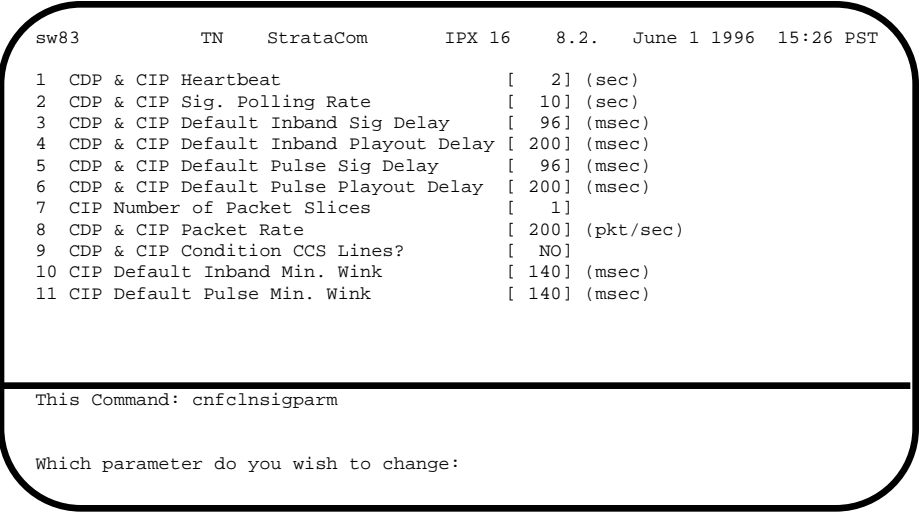 sw83 TN StrataCom IPX 16 8.2. June 1 1996 15:26 PST
1 CDP & CIP Heartbeat [ 2] (sec)
2 CDP & CIP Sig. Polling Rate [ 10] (sec)
3 CDP & CIP Default Inband Sig Delay [ 96] (msec)
4 CDP & CIP Default Inband Playout Delay [ 200] (msec)
5 CDP & CIP Default Pulse Sig Delay [ 96] (msec)
6 CDP & CIP Default Pulse Playout Delay [ 200] (msec)
7 CIP Number of Packet Slices [ 1]
8 CDP & CIP Packet Rate [ 200] (pkt/sec)
9 CDP & CIP Condition CCS Lines? [ NO]
10 CIP Default Inband Min. Wink [ 140] (msec)
11 CIP Default Pulse Min. Wink [ 140] (msec)
This Command: cnfclnsigparm
Which parameter do you wish to change: